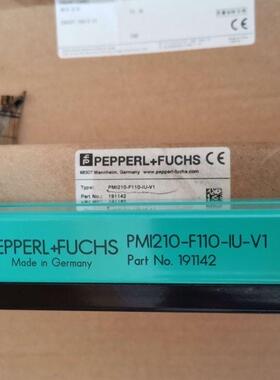 PEPPERL+FUCHS CE
68307 Mannheim, Germany www.pepperl-fuchs.com
Type: PMI210-F110-IU-V1
Part No.: 191142
PEPPERL+FUCHS PMI210-F110-IU-V1
Made in Germany Part No. 191142